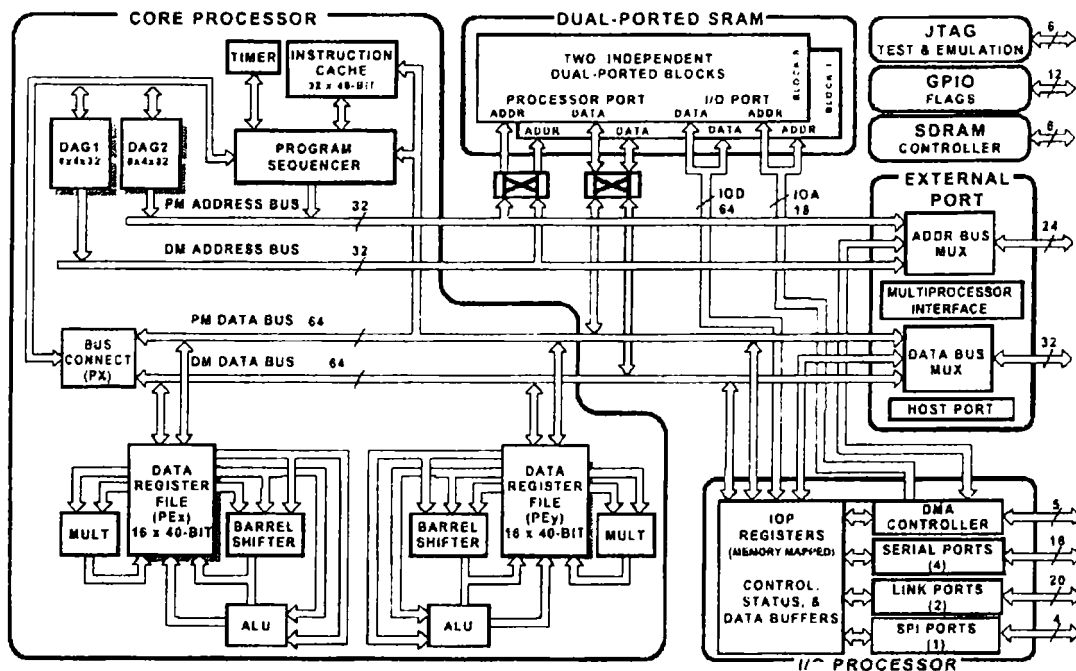 CORE PROCESSOR
TIMER
INSTRUCTION
CACHE
32 x 48-BIT
DAG1
4x4x32
DAG2
8x4x32
PROGRAM
SEQUENCER
PM ADDRESS BUS
32
DM ADDRESS BUS
32
PM DATA BUS
64
DM DATA BUS
64
BUS
CONNECT
(PX)
MULT
DATA
REGISTER
FILE
(PEx)
16 x 40-BIT
BARREL
SHIFTER
ALU
BARREL
SHIFTER
DATA
REGISTER
FILE
(PEy)
16 x 40-BIT
MULT
ALU
DUAL-PORTED SRAM
TWO INDEPENDENT
DUAL-PORTED BLOCKS
PROCESSOR PORT
I/O PORT
ADDR
DATA
DATA
ADDR
ADDR
DATA
DATA
ADDR
BLOCK 0
BLOCK 1
IOD
64
IOA
18
JTAG
TEST & EMULATION
6
GPIO
FLAGS
12
SDRAM
CONTROLLER
8
EXTERNAL
PORT
ADDR BUS
MUX
24
MULTIPROCESSOR
INTERFACE
DATA BUS
MUX
32
HOST PORT
IOP
REGISTERS
(MEMORY MAPPED)
CONTROL,
STATUS, &
DATA BUFFERS
DMA
CONTROLLER
5
SERIAL PORTS
(4)
16
LINK PORTS
(2)
20
SPI PORTS
(1)
4
I/O PROCESSOR